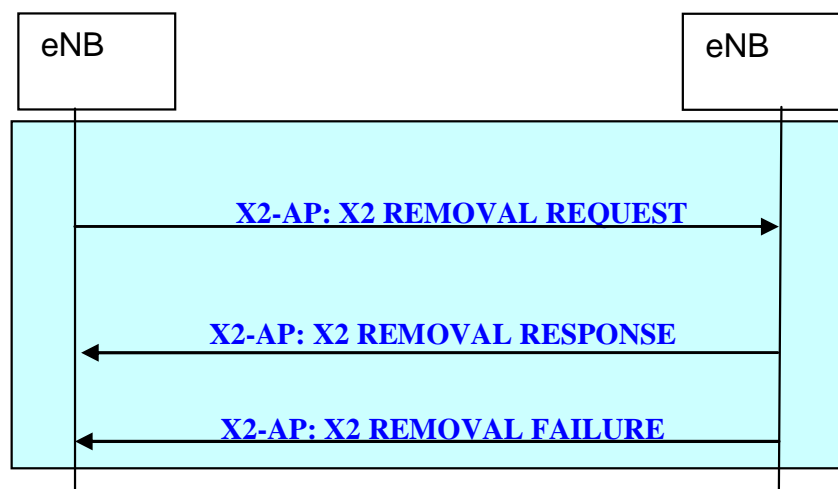 eNB
eNB
X2-AP: X2 REMOVAL REQUEST
X2-AP: X2 REMOVAL RESPONSE
X2-AP: X2 REMOVAL FAILURE